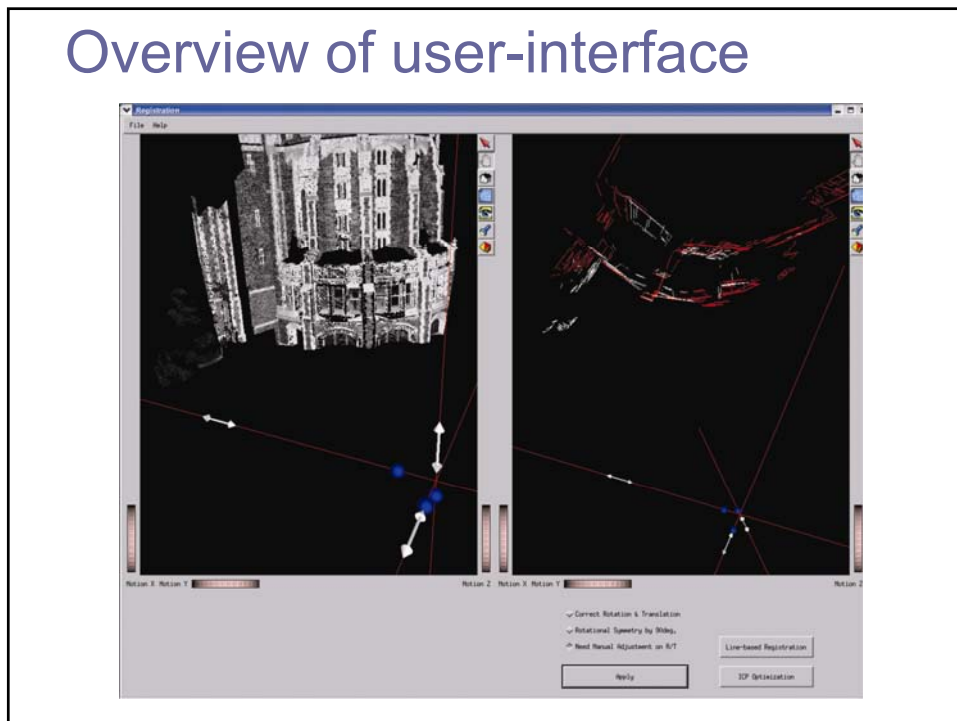 Overview of user-interface
Registration
File Help
Motion X Motion Y Motion Z
Motion X Motion Y Motion Z
Correct Rotation & Translation
Rotational Symmetry by 90deg.
Need Manual Adjustment on R/T
Line-based Registration
Apply
ICP Optimization